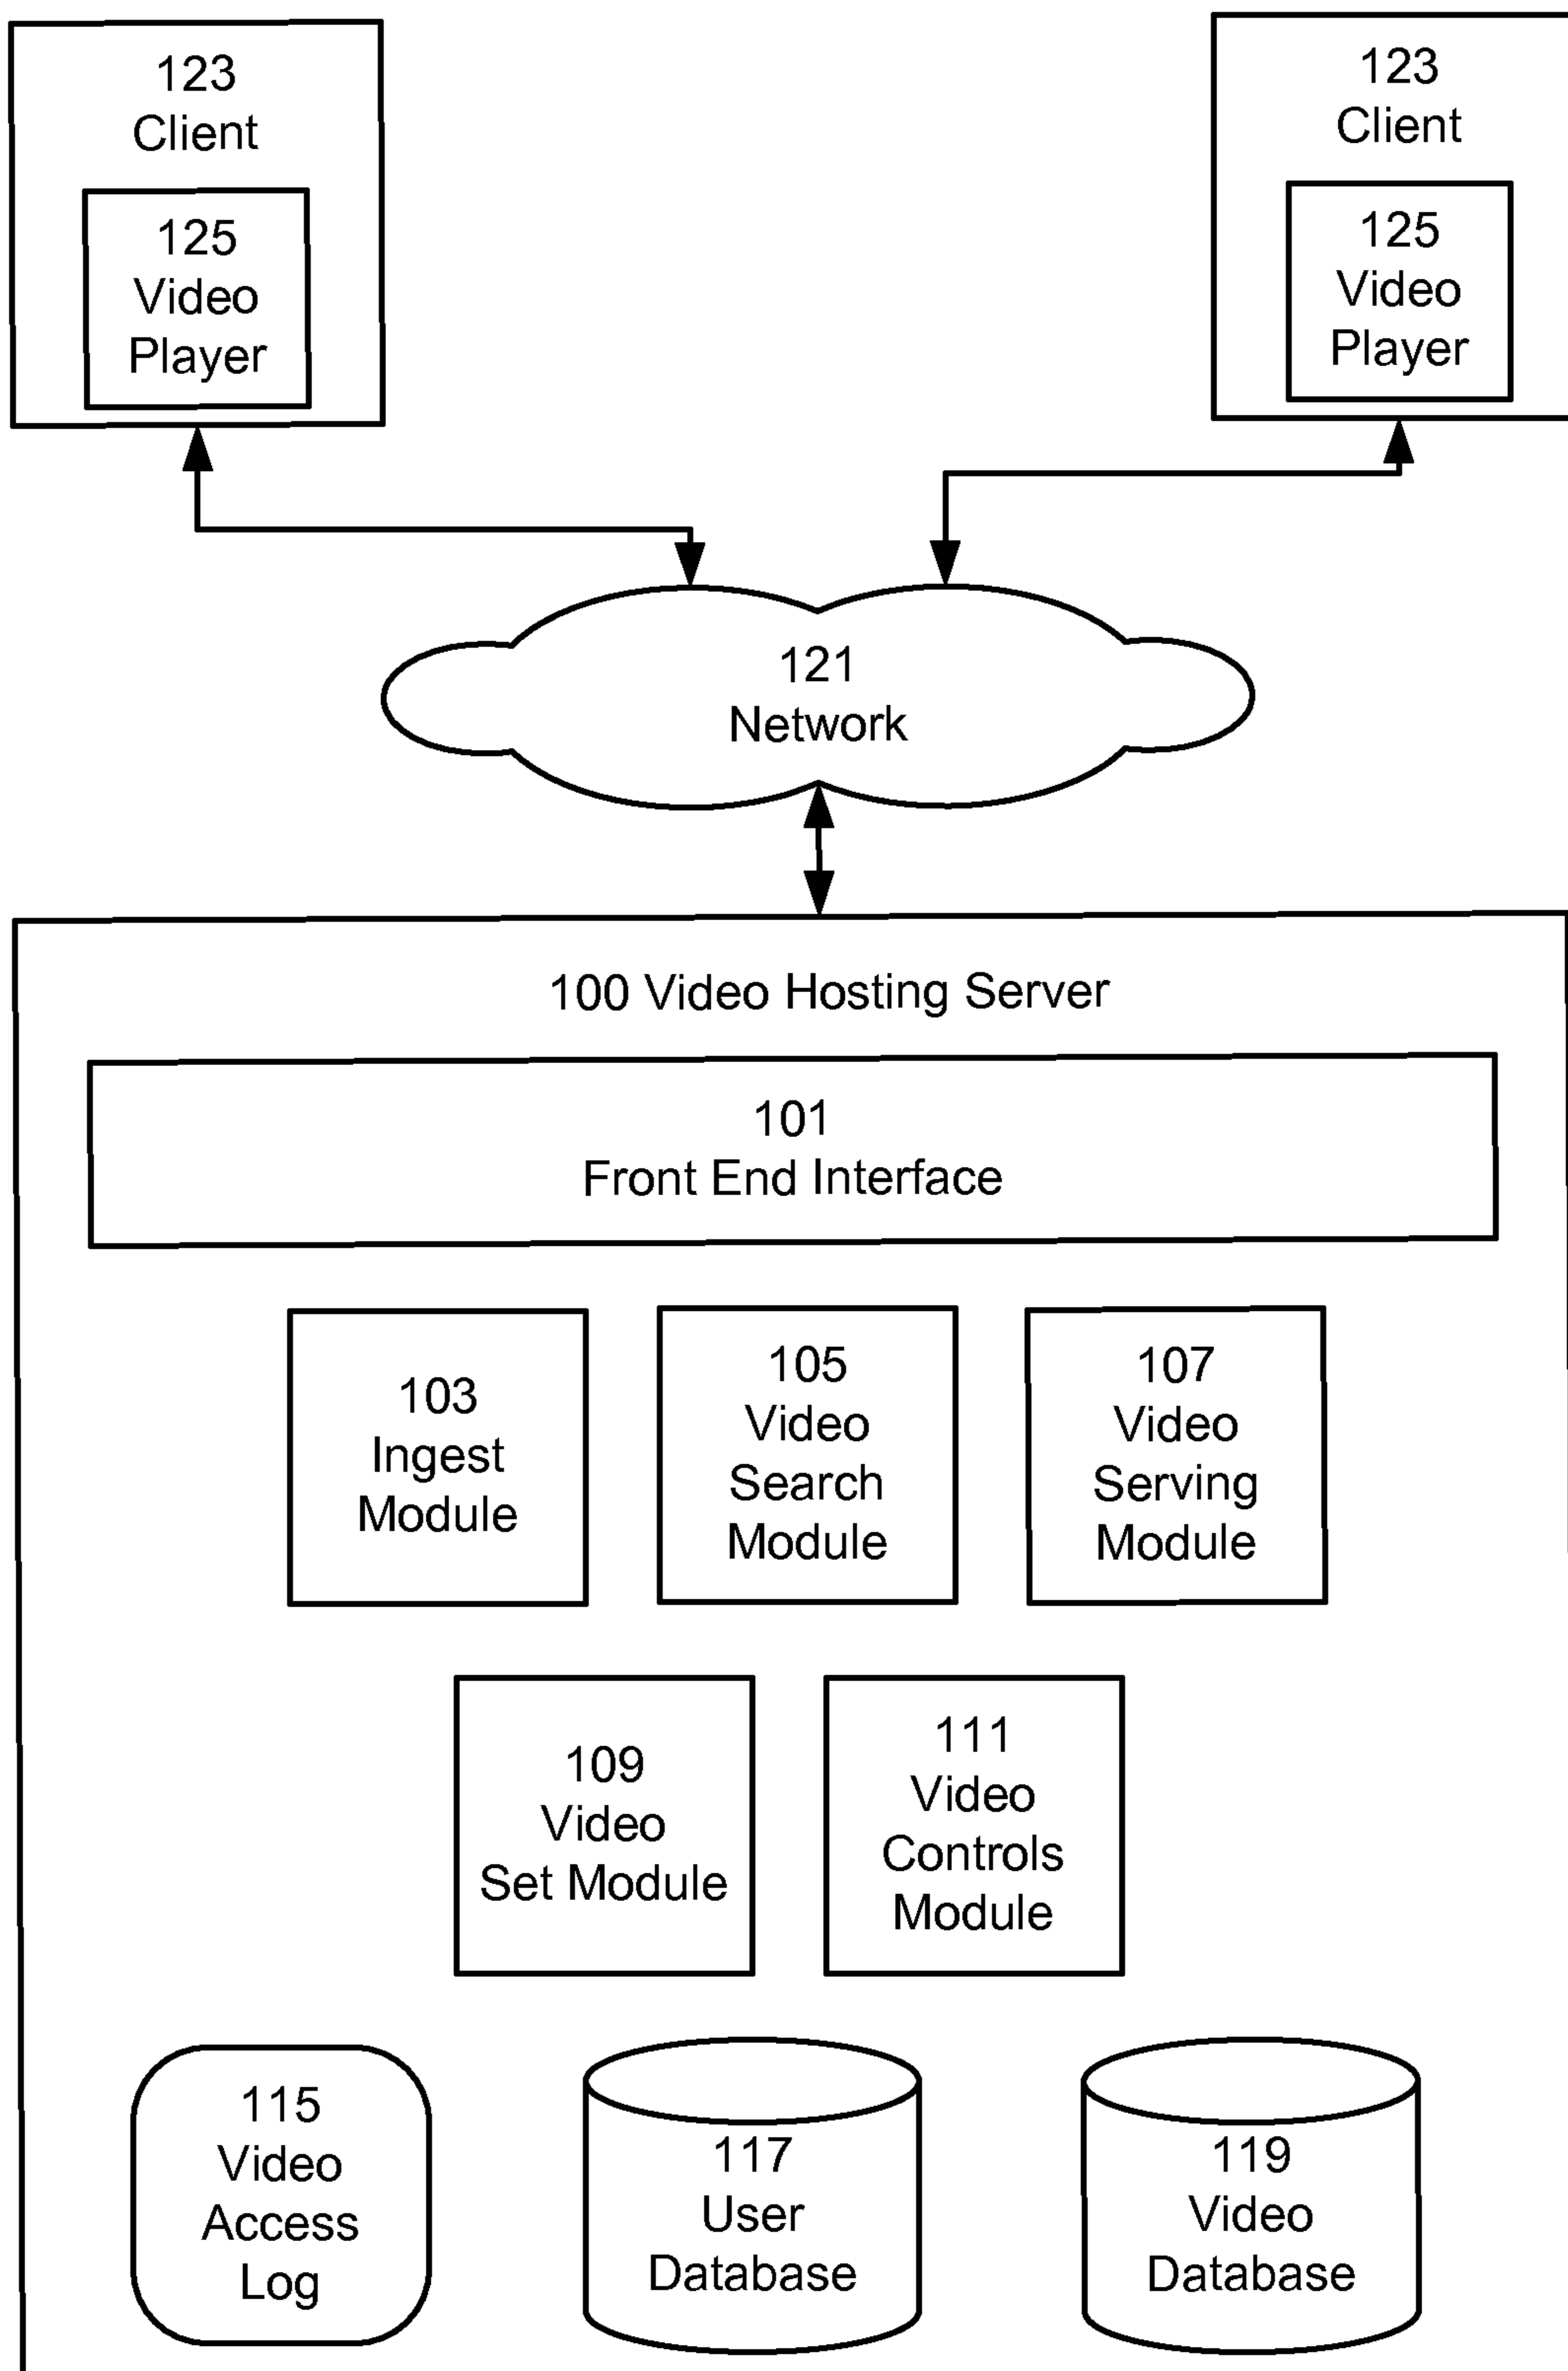 123
Client
125
Video
Player
123
Client
125
Video
Player
121
Network
100 Video Hosting Server
101
Front End Interface
103
Ingest
Module
105
Video
Search
Module
107
Video
Serving
Module
109
Video
Set Module
111
Video
Controls
Module
115
Video
Access
Log
117
User
Database
119
Video
Database